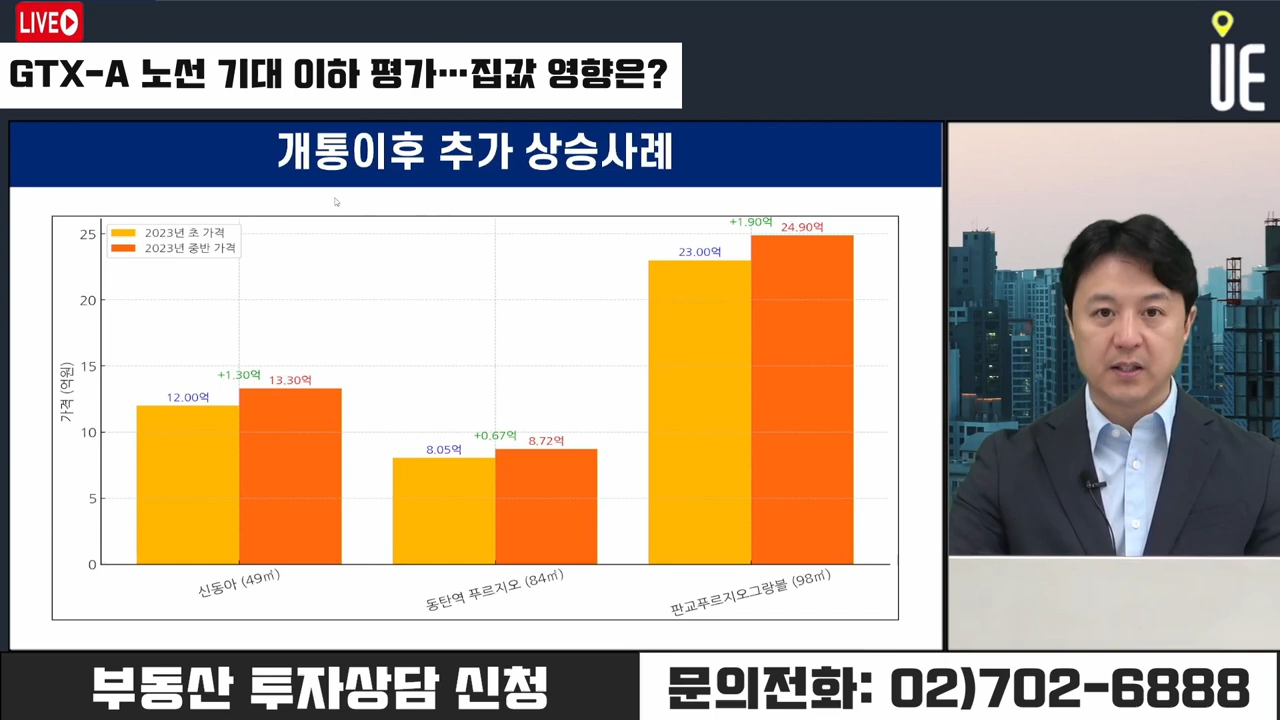 LIVE
GTX-A 노선 기대 이하 평가…집값 영향은?
UE
개통이후 추가 상승사례
2023년 초 가격
2023년 중반 가격
가격 (억원)
25
20
15
10
5
0
12.00억
+1.30억
13.30억
8.05억
+0.67억
8.72억
23.00억
+1.90억
24.90억
신동아 (49㎡)
동탄역 푸르지오 (84㎡)
판교푸르지오그랑블 (98㎡)
부동산 투자상담 신청
문의전화: 02)702-6888